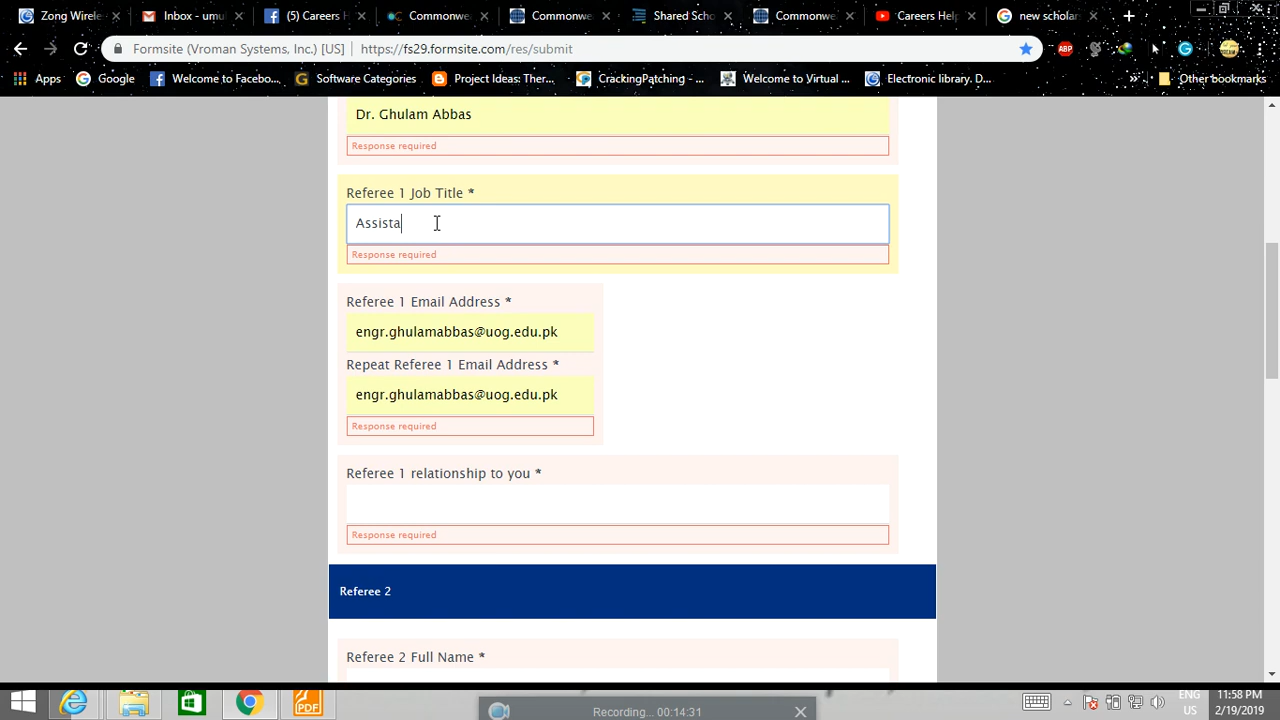 Zong Wirele
Inbox - umu
(5) Careers H
Commonwe
Commonwe
Shared Scho
Commonwe
Careers Help
new scholar
Formsite (Vroman Systems, Inc.) [US] | https://fs29.formsite.com/res/submit
ABP
Apps
Google
Welcome to Facebo...
Software Categories
Project Ideas: Ther...
CrackingPatching - ...
Welcome to Virtual ...
Electronic library. D...
»
Other bookmarks
Dr. Ghulam Abbas
Response required
Referee 1 Job Title *
Assista
Response required
Referee 1 Email Address *
engr.ghulamabbas@uog.edu.pk
Repeat Referee 1 Email Address *
engr.ghulamabbas@uog.edu.pk
Response required
Referee 1 relationship to you *
Response required
Referee 2
Referee 2 Full Name *
PDF
Recording... 00:14:31
ENG
US
11:58 PM
2/19/2019